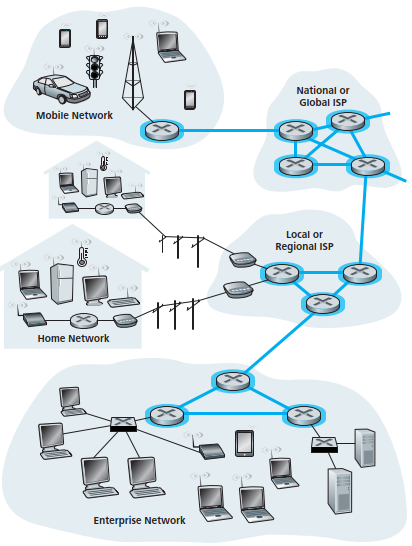 National or
Global ISP
Mobile Network
Local or
Regional ISP
Home Network
Enterprise Network